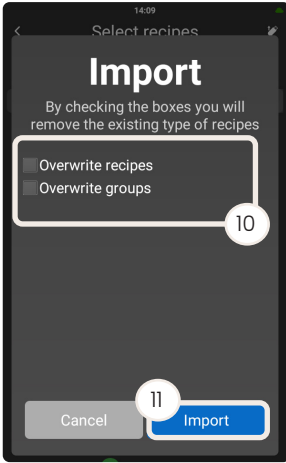 14:09
Select recipes
Import
By checking the boxes you will
remove the existing type of recipes
Overwrite recipes
Overwrite groups
10
11
Cancel
Import